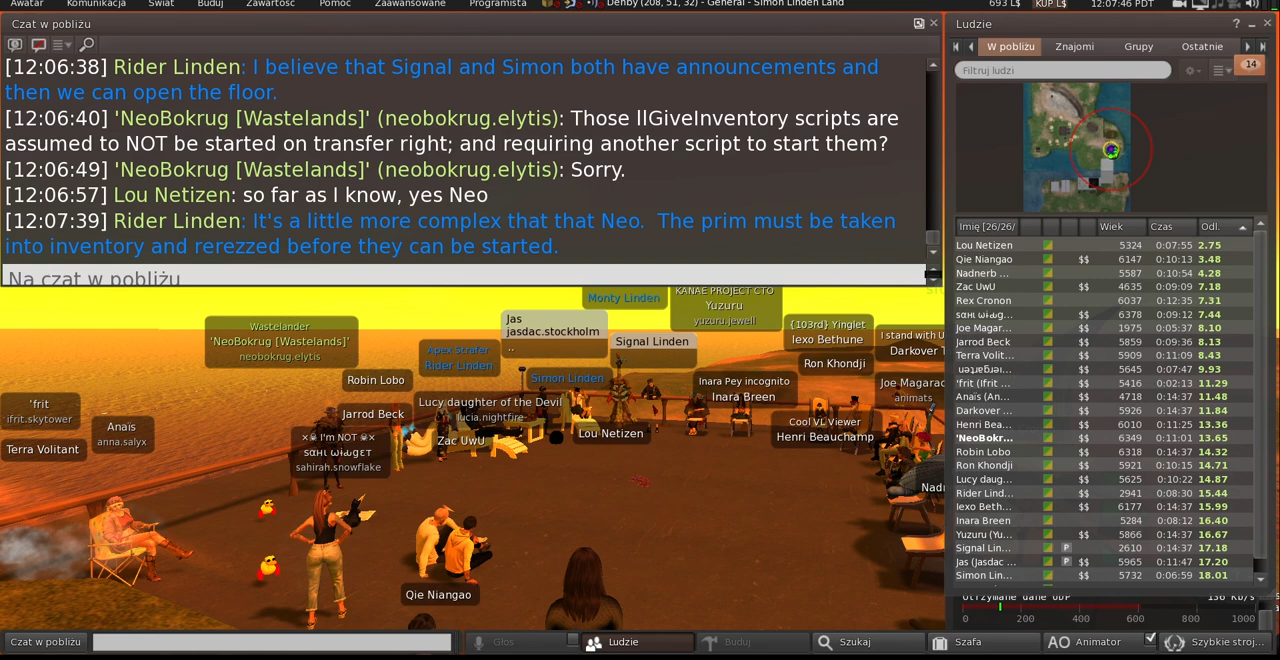 Awatar Komunikacja Świat Buduj Zawartość Pomoc Zaawansowane Programista Denby (208, 51, 32) - General - Simon Linden Land 693 L$ KUP L$ 12:07:46 PDT
Czat w pobliżu
[12:06:38] Rider Linden: I believe that Signal and Simon both have announcements and
then we can open the floor.
[12:06:40] 'NeoBokrug [Wastelands]' (neobokrug.elytis): Those llGiveInventory scripts are
assumed to NOT be started on transfer right; and requiring another script to start them?
[12:06:49] 'NeoBokrug [Wastelands]' (neobokrug.elytis): Sorry.
[12:06:57] Lou Netizen: so far as I know, yes Neo
[12:07:39] Rider Linden: It's a little more complex that that Neo.  The prim must be taken
into inventory and rerezzed before they can be started.
Na czat w pobliżu
Monty Linden
KANAE PROJECT CTO
Yuzuru
yuzuru.jewell
Wastelander
'NeoBokrug [Wastelands]'
neobokrug.elytis
Jas
jasdac.stockholm
..
Signal Linden
{103rd} Yinglet
Iexo Bethune
I stand with U
Darkover T
Apex Strafer
Rider Linden
Ron Khondji
Robin Lobo
Simon Linden
Inara Pey incognito
Inara Breen
Joe Magarac
animats
'frit
ifrit.skytower
Lucy daughter of the Devil
lucia.nightfire
Jarrod Beck
Anaïs
anna.salyx
Terra Volitant
×☠ I'm NOT ☠×
sahirah.snowflake
Zac UwU
Lou Netizen
Cool VL Viewer
Henri Beauchamp
Nadr
Qie Niangao
Ludzie
? _ ×
W pobliżu Znajomi Grupy Ostatnie
Filtruj ludzi
14
Imię [26/26/ Wiek Czas Odl.
Lou Netizen 5324 0:07:55 2.75
Qie Niangao $$ 6147 0:10:13 3.48
Nadnerb ... 5587 0:10:54 4.28
Zac UwU $$ 4635 0:09:09 7.18
Rex Cronon 6037 0:12:35 7.31
$$ 6378 0:09:12 7.44
Joe Magar... $$ 1975 0:05:37 8.10
Jarrod Beck $$ 5859 0:09:36 8.13
Terra Volit... $$ 5909 0:11:09 8.43
$$ 5645 0:07:47 9.93
'frit (Ifrit ... $$ 5416 0:02:13 11.29
Anaïs (An... $$ 4718 0:14:37 11.48
Darkover ... $$ 5926 0:14:37 11.84
Henri Bea... $$ 6010 0:11:25 13.36
'NeoBokr... $$ 6349 0:11:01 13.65
Robin Lobo $$ 6318 0:14:37 14.32
Ron Khondji $$ 5921 0:10:15 14.71
Lucy daug... $$ 5625 0:10:22 14.87
Rider Lind... $$ 2941 0:08:30 15.44
Iexo Beth... $$ 6177 0:14:37 15.99
Inara Breen 5284 0:08:12 16.40
Yuzuru (Yu... $$ 5866 0:14:37 16.67
Signal Lin... P 2610 0:14:37 17.18
Jas (Jasdac ... P $$ 5965 0:11:47 17.20
Simon Lin... $$ 5732 0:06:59 18.01
Otrzymane dane UDP 136 Kb/s
0 200 400 600 800 1000
Czat w pobliżu Głos Ludzie Buduj Szukaj Szafa AO Animator Szybkie stroj...